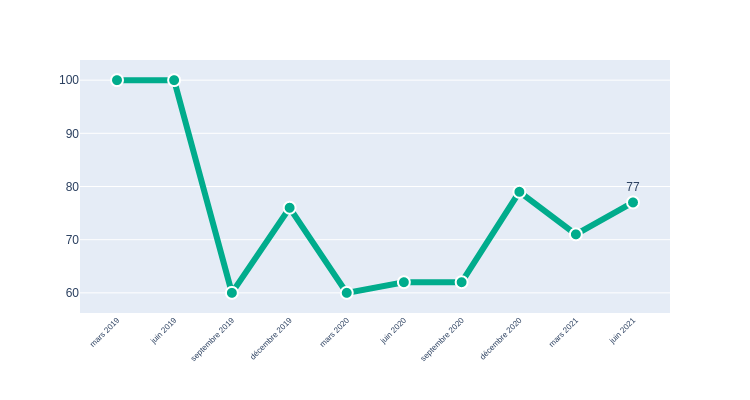 100
90
80
70
60
77
mars 2019
juin 2019
septembre 2019
décembre 2019
mars 2020
juin 2020
septembre 2020
décembre 2020
mars 2021
juin 2021